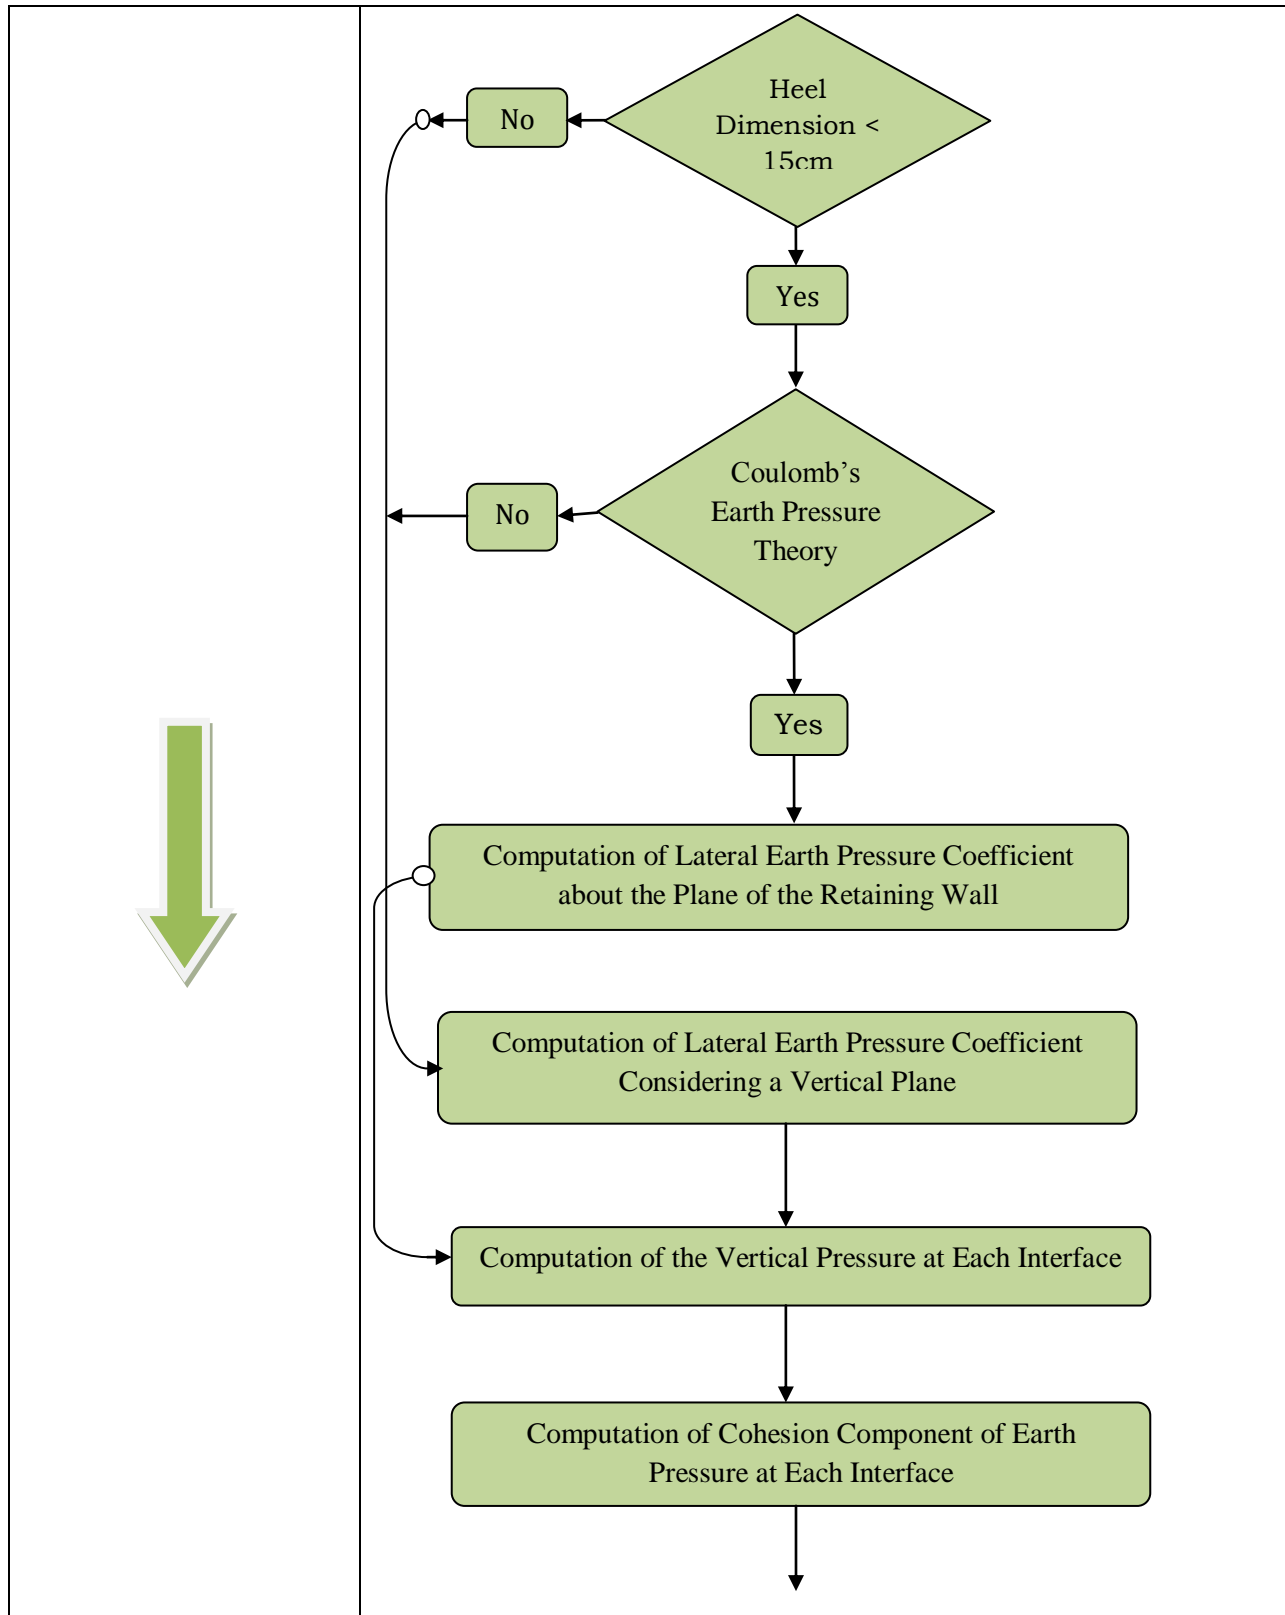 Heel
Dimension <
15cm
No
Yes
Coulomb’s
Earth Pressure
Theory
No
Yes
Computation of Lateral Earth Pressure Coefficient
about the Plane of the Retaining Wall
Computation of Lateral Earth Pressure Coefficient
Considering a Vertical Plane
Computation of the Vertical Pressure at Each Interface
Computation of Cohesion Component of Earth
Pressure at Each Interface